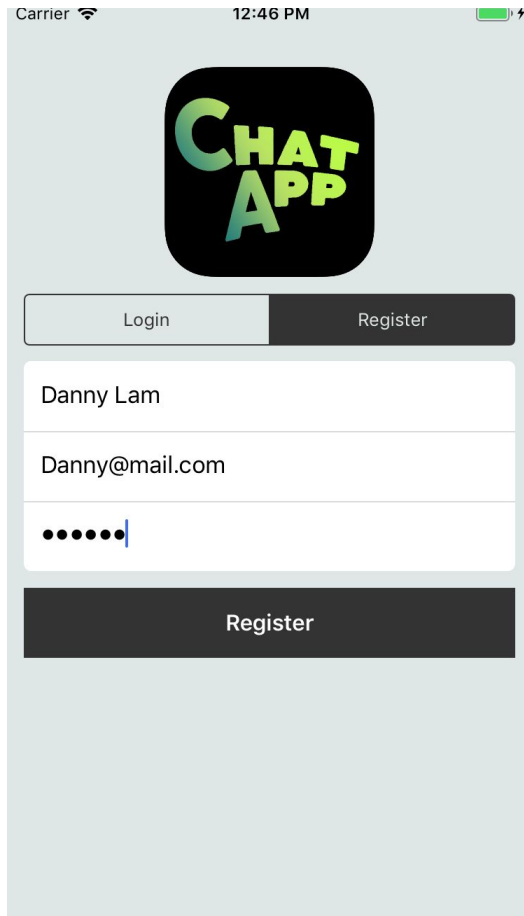 Carrier 12:46 PM
CHAT
APP
Login Register
Danny Lam
Danny@mail.com
••••••
Register